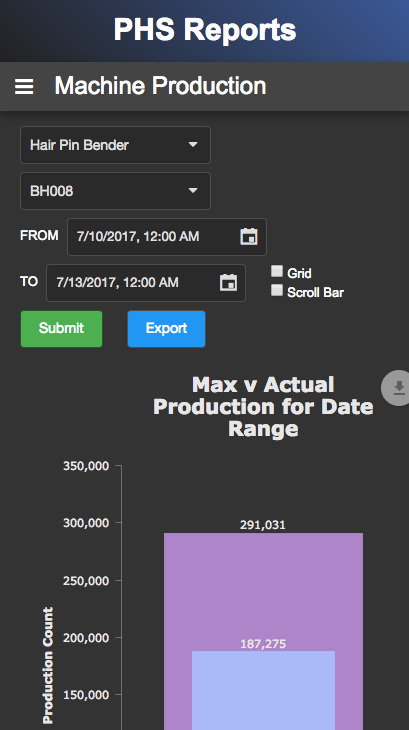 PHS Reports
Machine Production
Hair Pin Bender
BH008
FROM 7/10/2017, 12:00 AM
TO 7/13/2017, 12:00 AM
Grid
Scroll Bar
Submit Export
Max v Actual
Production for Date
Range
350,000
300,000
291,031
250,000
200,000
187,275
150,000
Production Count